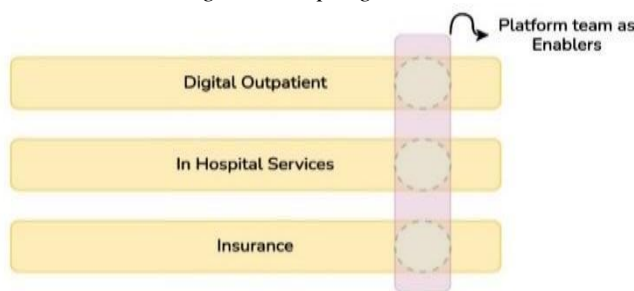 Platform team as
Enablers
Digital Outpatient
In Hospital Services
Insurance